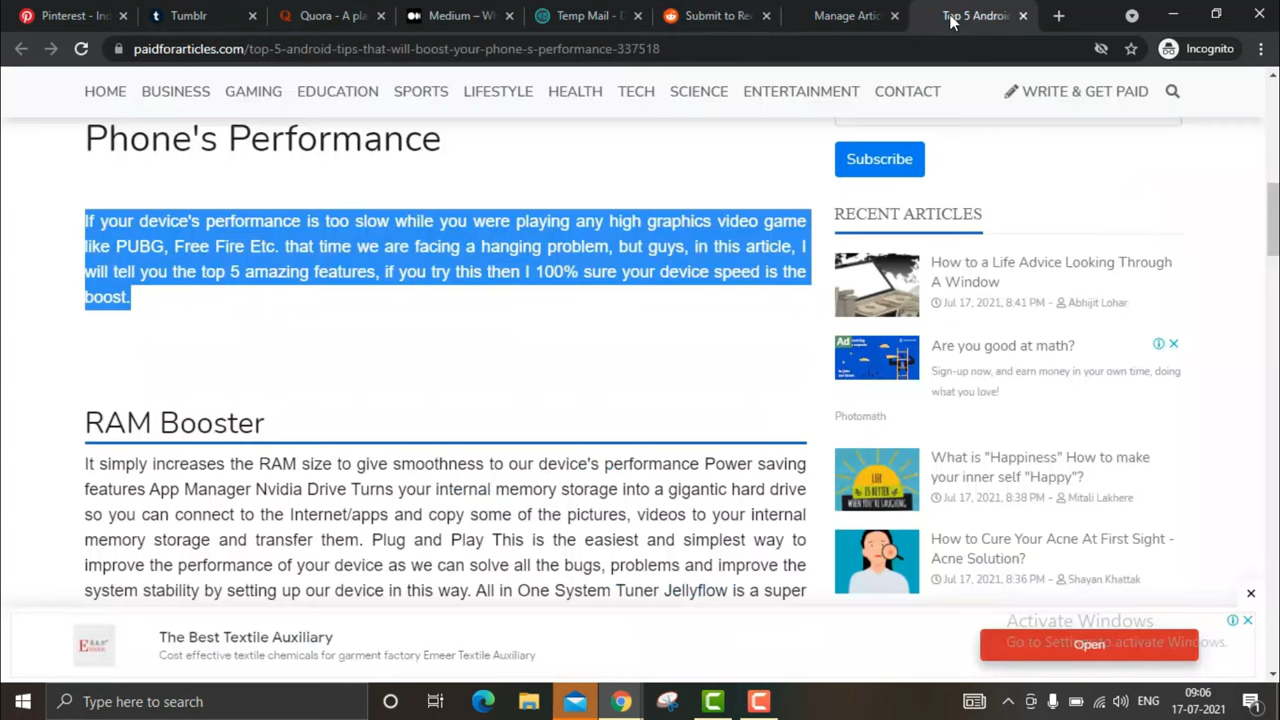 Pinterest - Ind
Tumblr
Quora - A pla
Medium – Wh
Temp Mail - D
Submit to Re
Manage Artic
Top 5 Androi
paidforarticles.com/top-5-android-tips-that-will-boost-your-phone-s-performance-337518
Incognito
HOME BUSINESS GAMING EDUCATION SPORTS LIFESTYLE HEALTH TECH SCIENCE ENTERTAINMENT CONTACT WRITE & GET PAID
Phone's Performance
If your device's performance is too slow while you were playing any high graphics video game
like PUBG, Free Fire Etc. that time we are facing a hanging problem, but guys, in this article, I
will tell you the top 5 amazing features, if you try this then I 100% sure your device speed is the
boost.
RAM Booster
It simply increases the RAM size to give smoothness to our device's performance Power saving
features App Manager Nvidia Drive Turns your internal memory storage into a gigantic hard drive
so you can connect to the Internet/apps and copy some of the pictures, videos to your internal
memory storage and transfer them. Plug and Play This is the easiest and simplest way to
improve the performance of your device as we can solve all the bugs, problems and improve the
system stability by setting up our device in this way. All in One System Tuner Jellyflow is a super
Subscribe
RECENT ARTICLES
How to a Life Advice Looking Through
A Window
Jul 17, 2021, 8:41 PM - Abhijit Lohar
Ad
Are you good at math?
Sign-up now, and earn money in your own time, doing
what you love!
Photomath
LIFE
IS BETTER
WHEN YOU'RE LAUGHING
What is "Happiness" How to make
your inner self "Happy"?
Jul 17, 2021, 8:38 PM - Mitali Lakhere
How to Cure Your Acne At First Sight -
Acne Solution?
Jul 17, 2021, 8:36 PM - Shayan Khattak
The Best Textile Auxiliary
Cost effective textile chemicals for garment factory Emeer Textile Auxiliary
Open
Activate Windows
Go to Settings to activate Windows.
Type here to search
ENG
09:06
17-07-2021
1